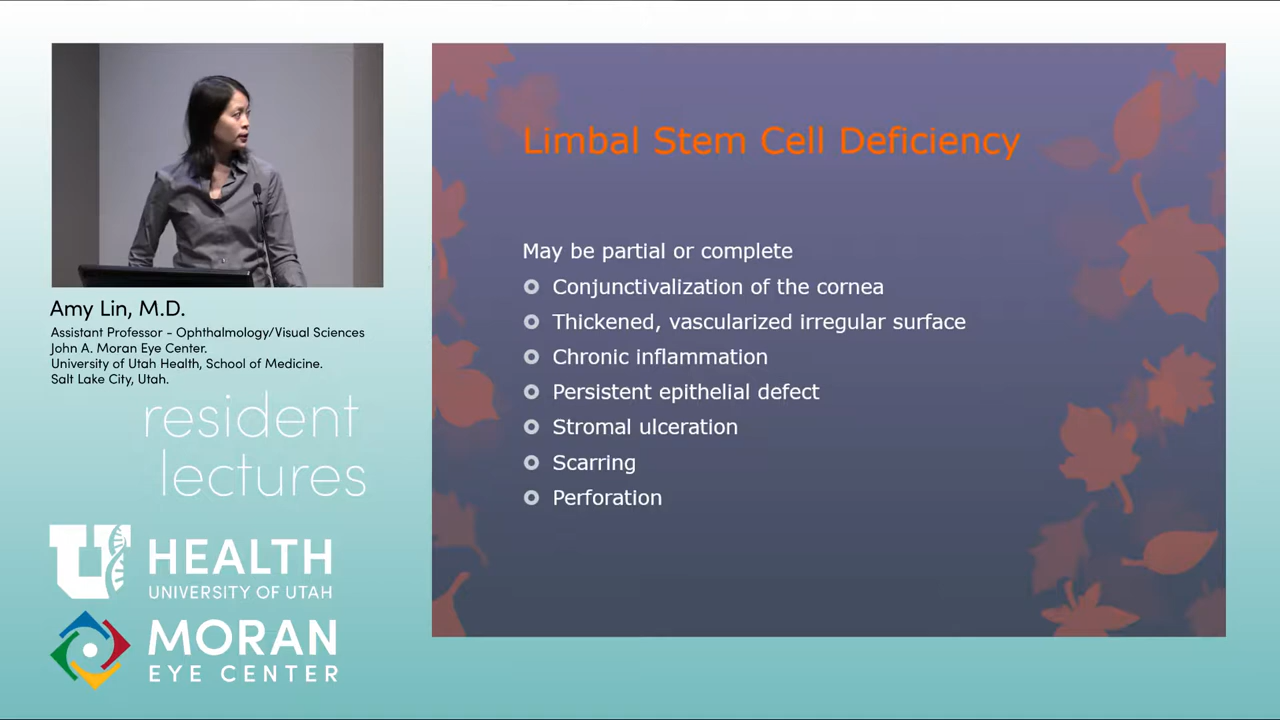 Limbal Stem Cell Deficiency
May be partial or complete
Conjunctivalization of the cornea
Thickened, vascularized irregular surface
Chronic inflammation
Persistent epithelial defect
Stromal ulceration
Scarring
Perforation
Amy Lin, M.D.
Assistant Professor - Ophthalmology/Visual Sciences
John A. Moran Eye Center.
University of Utah Health, School of Medicine.
Salt Lake City, Utah.
resident
lectures
U HEALTH
UNIVERSITY OF UTAH
MORAN
EYE CENTER